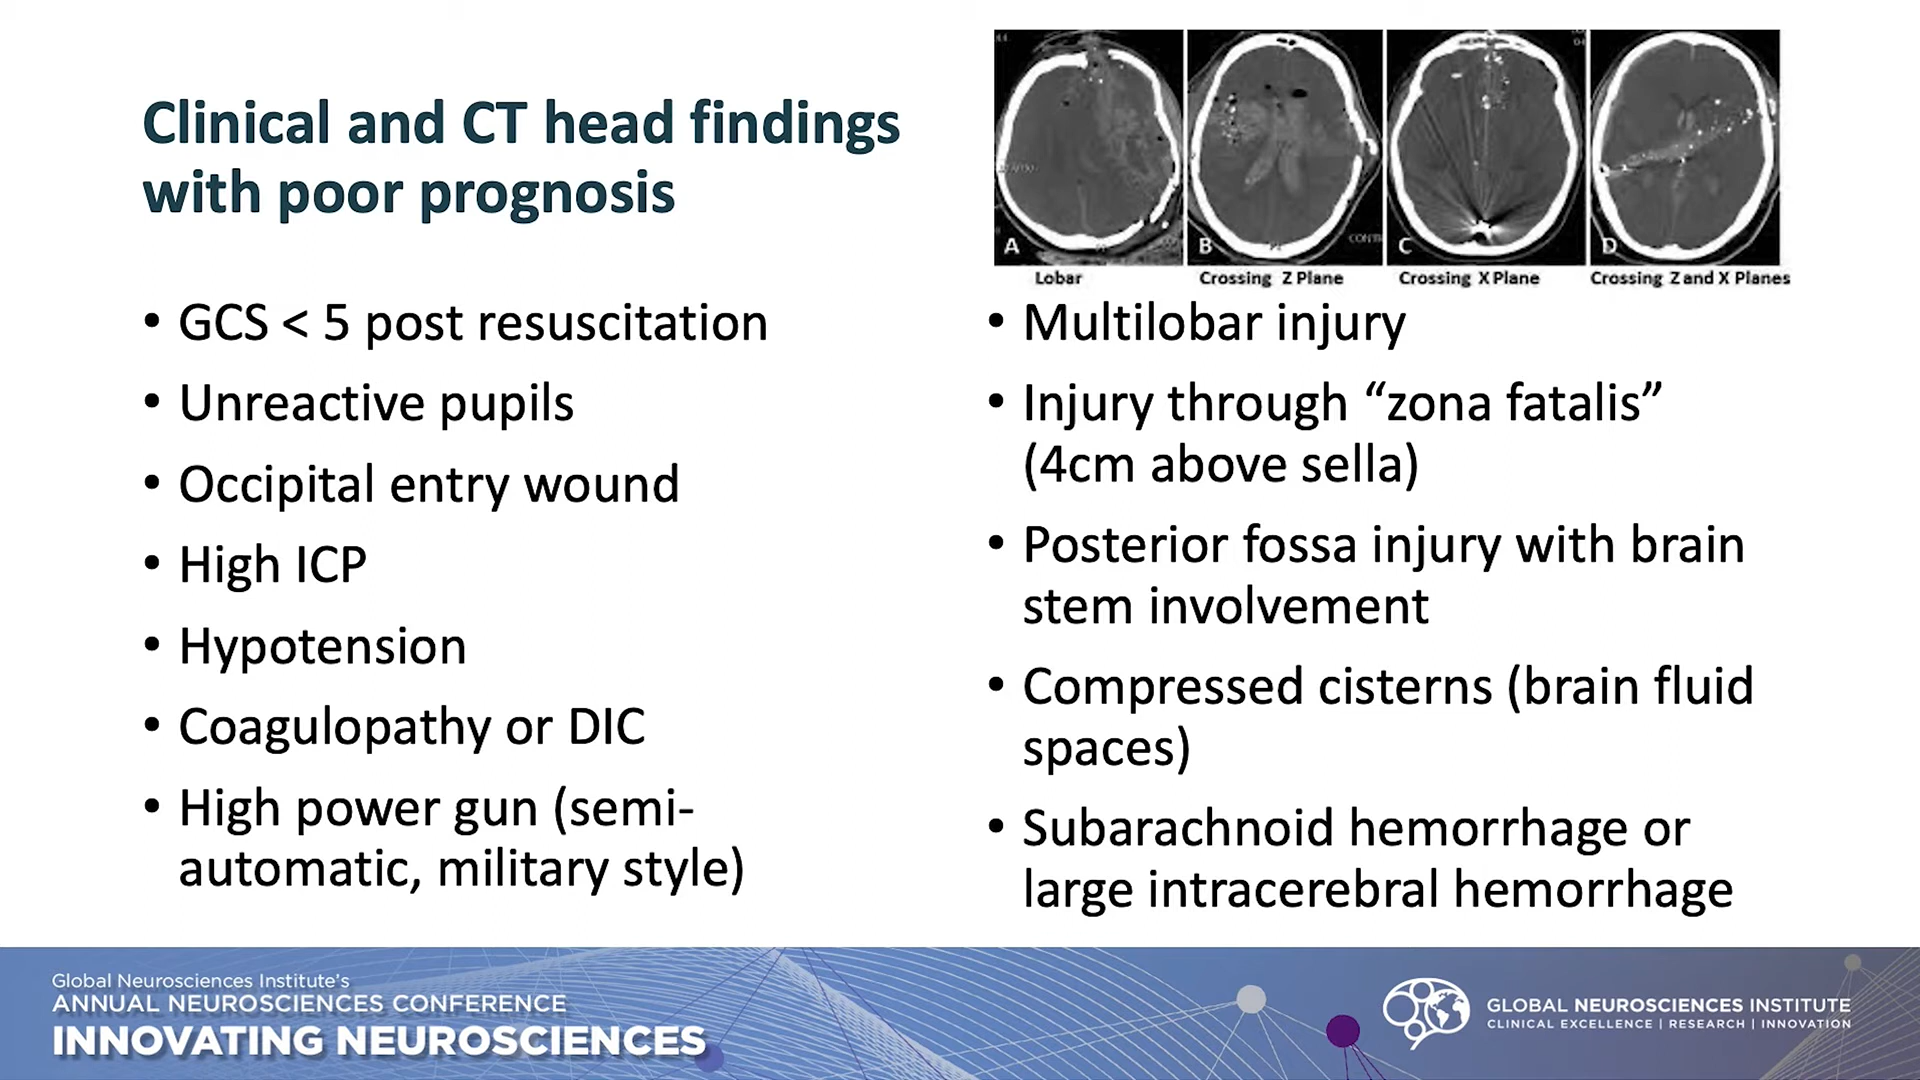 Clinical and CT head findings
with poor prognosis
• GCS < 5 post resuscitation
• Unreactive pupils
• Occipital entry wound
• High ICP
• Hypotension
• Coagulopathy or DIC
• High power gun (semi-
automatic, military style)
A
B
C
D
Lobar
Crossing Z Plane
Crossing X Plane
Crossing Z and X Planes
• Multilobar injury
• Injury through “zona fatalis”
(4cm above sella)
• Posterior fossa injury with brain
stem involvement
• Compressed cisterns (brain fluid
spaces)
• Subarachnoid hemorrhage or
large intracerebral hemorrhage
Global Neurosciences Institute's
ANNUAL NEUROSCIENCES CONFERENCE
INNOVATING NEUROSCIENCES
GLOBAL NEUROSCIENCES INSTITUTE
CLINICAL EXCELLENCE | RESEARCH | INNOVATION